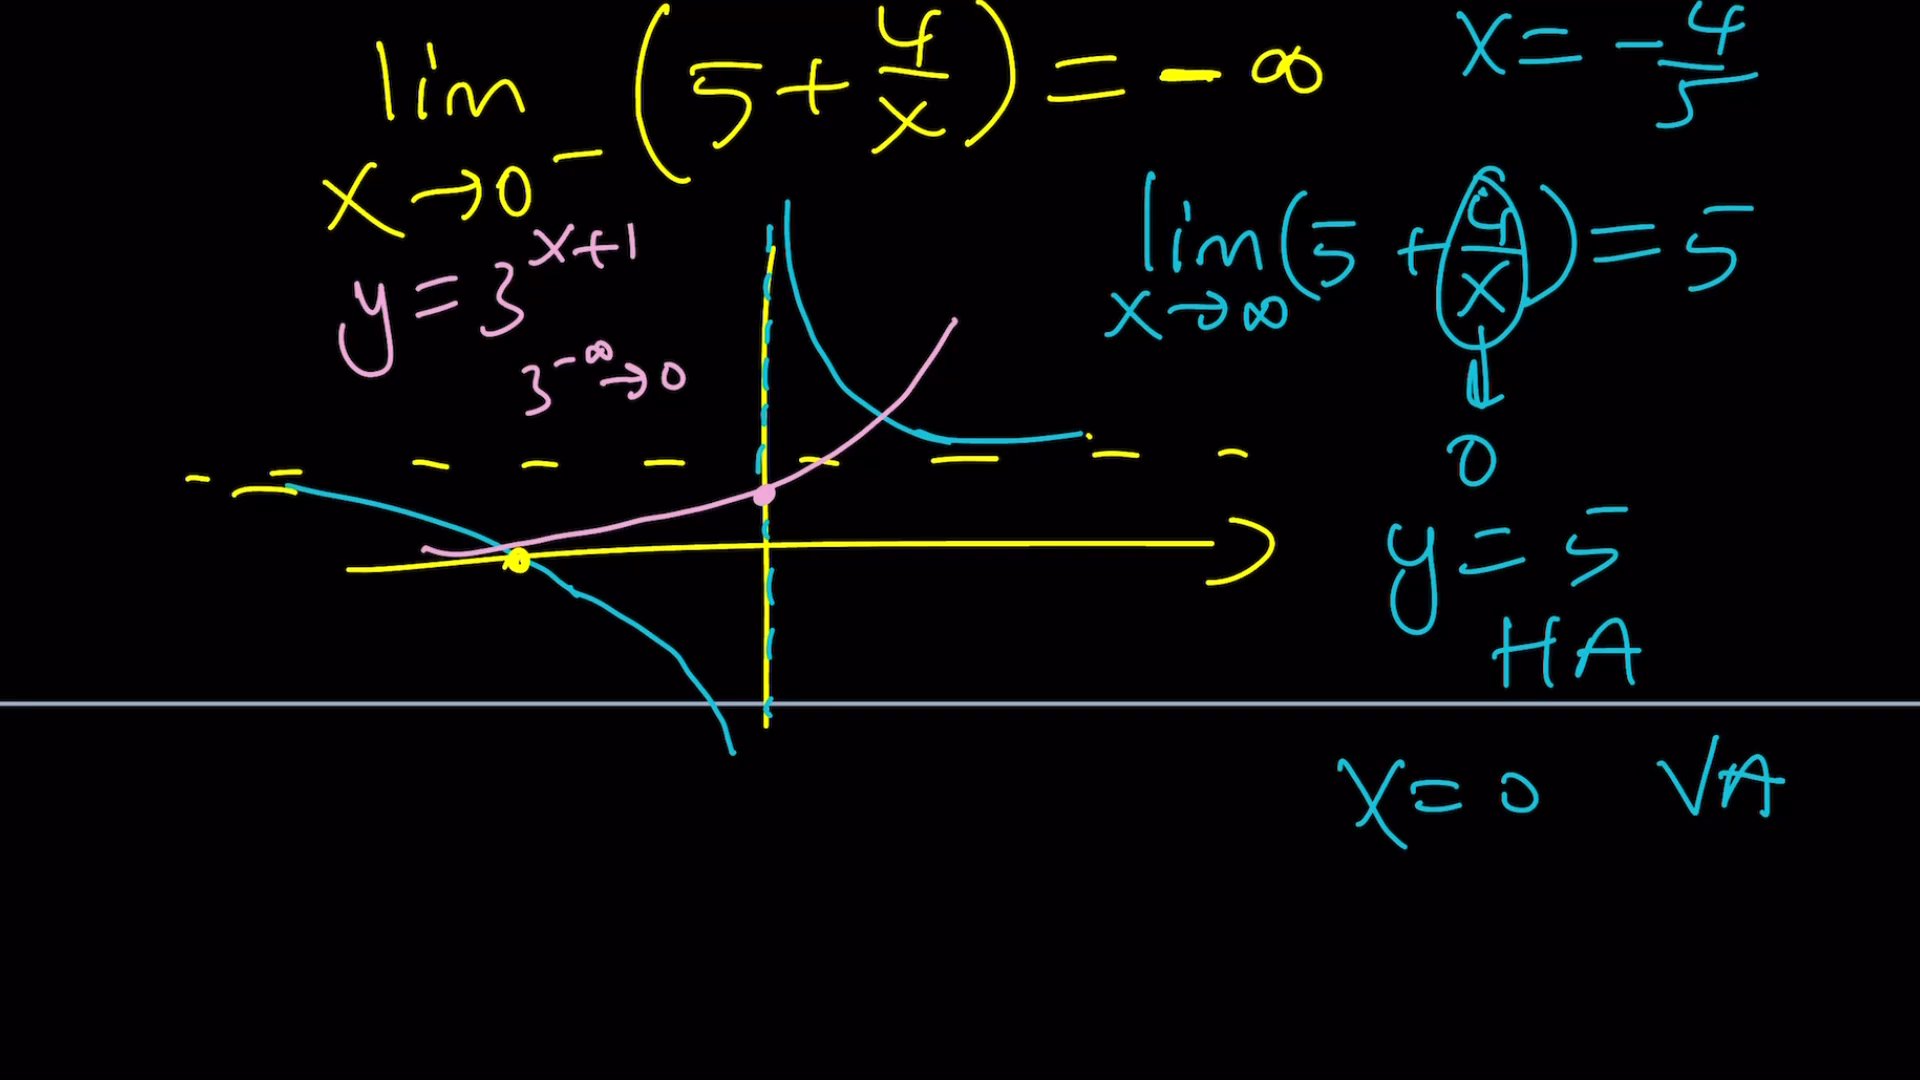 lim (5 + 4/x) = - ∞
x → 0⁻
x = - 4/5
lim (5 + 4/x) = 5
x → ∞
0
y = 3^(x+1)
3^(-∞) → 0
y = 5
HA
x = 0 VA